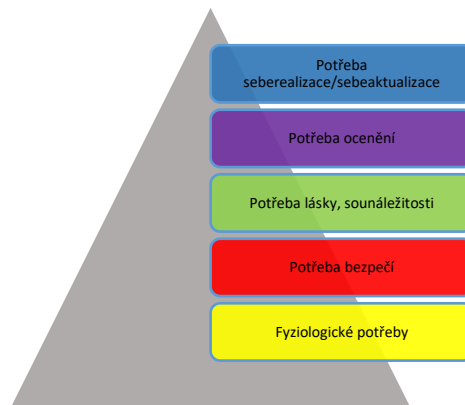 Potřeba
seberealizace/sebeaktualizace
Potřeba ocenění
Potřeba lásky, sounáležitosti
Potřeba bezpečí
Fyziologické potřeby